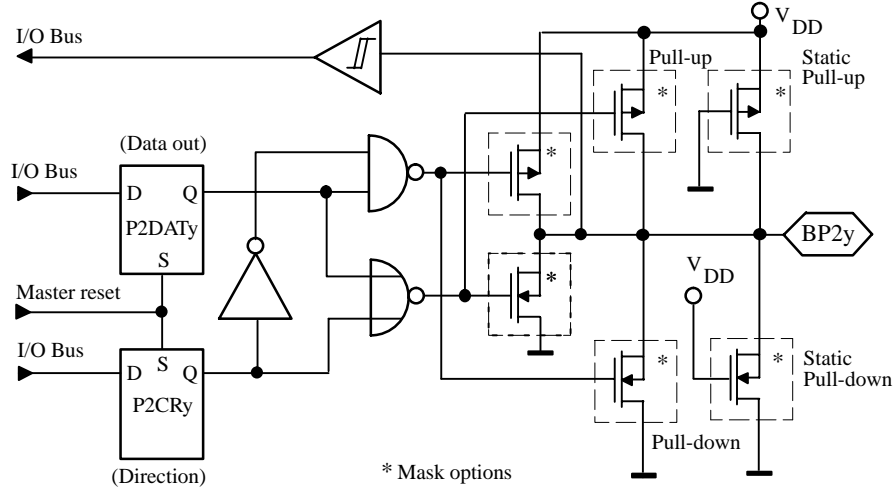 V
DD
I/O Bus
Pull-up
Static
Pull-up
*
*
(Data out)
*
I/O Bus
D
Q
P2DATy
S
BP2y
*
V
DD
Master reset
I/O Bus
S
D
Q
P2CRy
*
*
Static
Pull-down
Pull-down
(Direction)
* Mask options